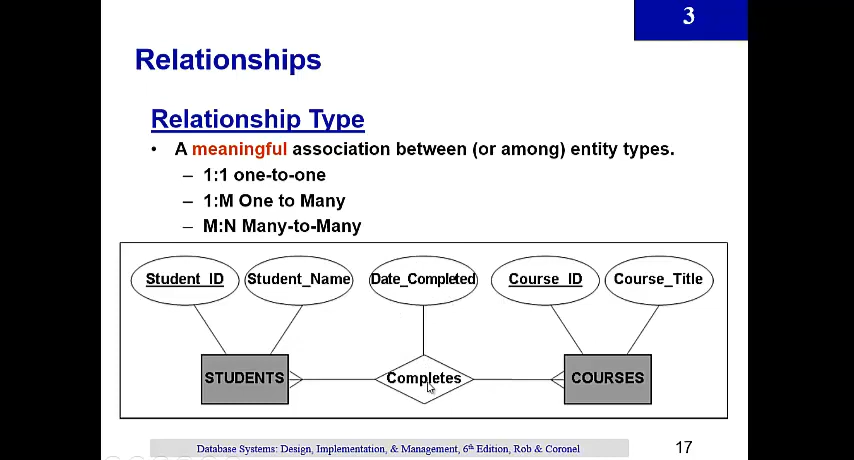 3
Relationships
Relationship Type
• A meaningful association between (or among) entity types.
– 1:1 one-to-one
– 1:M One to Many
– M:N Many-to-Many
Student_ID Student_Name Date_Completed Course_ID Course_Title
STUDENTS Completes COURSES
Database Systems: Design, Implementation, & Management, 6th Edition, Rob & Coronel 17